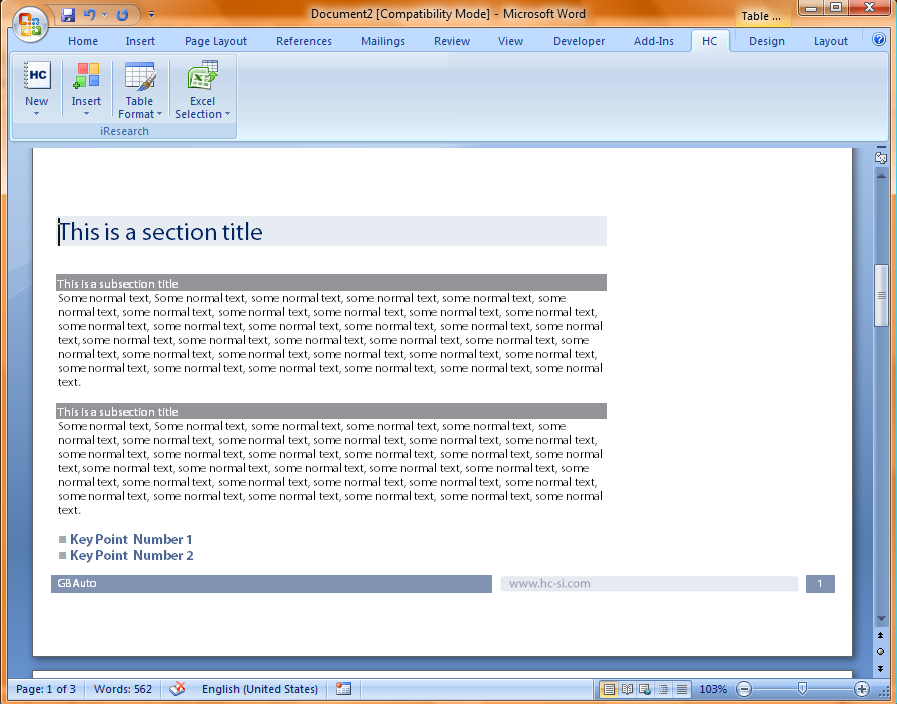 Document2 [Compatibility Mode] - Microsoft Word
Table ...
Home Insert Page Layout References Mailings Review View Developer Add-Ins HC Design Layout
HC
New Insert Table Format Excel Selection
iResearch
This is a section title
This is a subsection title
Some normal text, Some normal text, some normal text, some normal text, some normal text, some
normal text, some normal text, some normal text, some normal text, some normal text, some normal text,
some normal text, some normal text, some normal text, some normal text, some normal text, some normal
text, some normal text, some normal text, some normal text, some normal text, some normal text, some
normal text, some normal text, some normal text, some normal text, some normal text, some normal text,
some normal text, some normal text, some normal text, some normal text, some normal text, some normal
text.
This is a subsection title
Some normal text, Some normal text, some normal text, some normal text, some normal text, some
normal text, some normal text, some normal text, some normal text, some normal text, some normal text,
some normal text, some normal text, some normal text, some normal text, some normal text, some normal
text, some normal text, some normal text, some normal text, some normal text, some normal text, some
normal text, some normal text, some normal text, some normal text, some normal text, some normal text,
some normal text, some normal text, some normal text, some normal text, some normal text, some normal
text.
Key Point Number 1
Key Point Number 2
GB Auto www.hc-si.com 1
Page: 1 of 3 Words: 562 English (United States) 103%